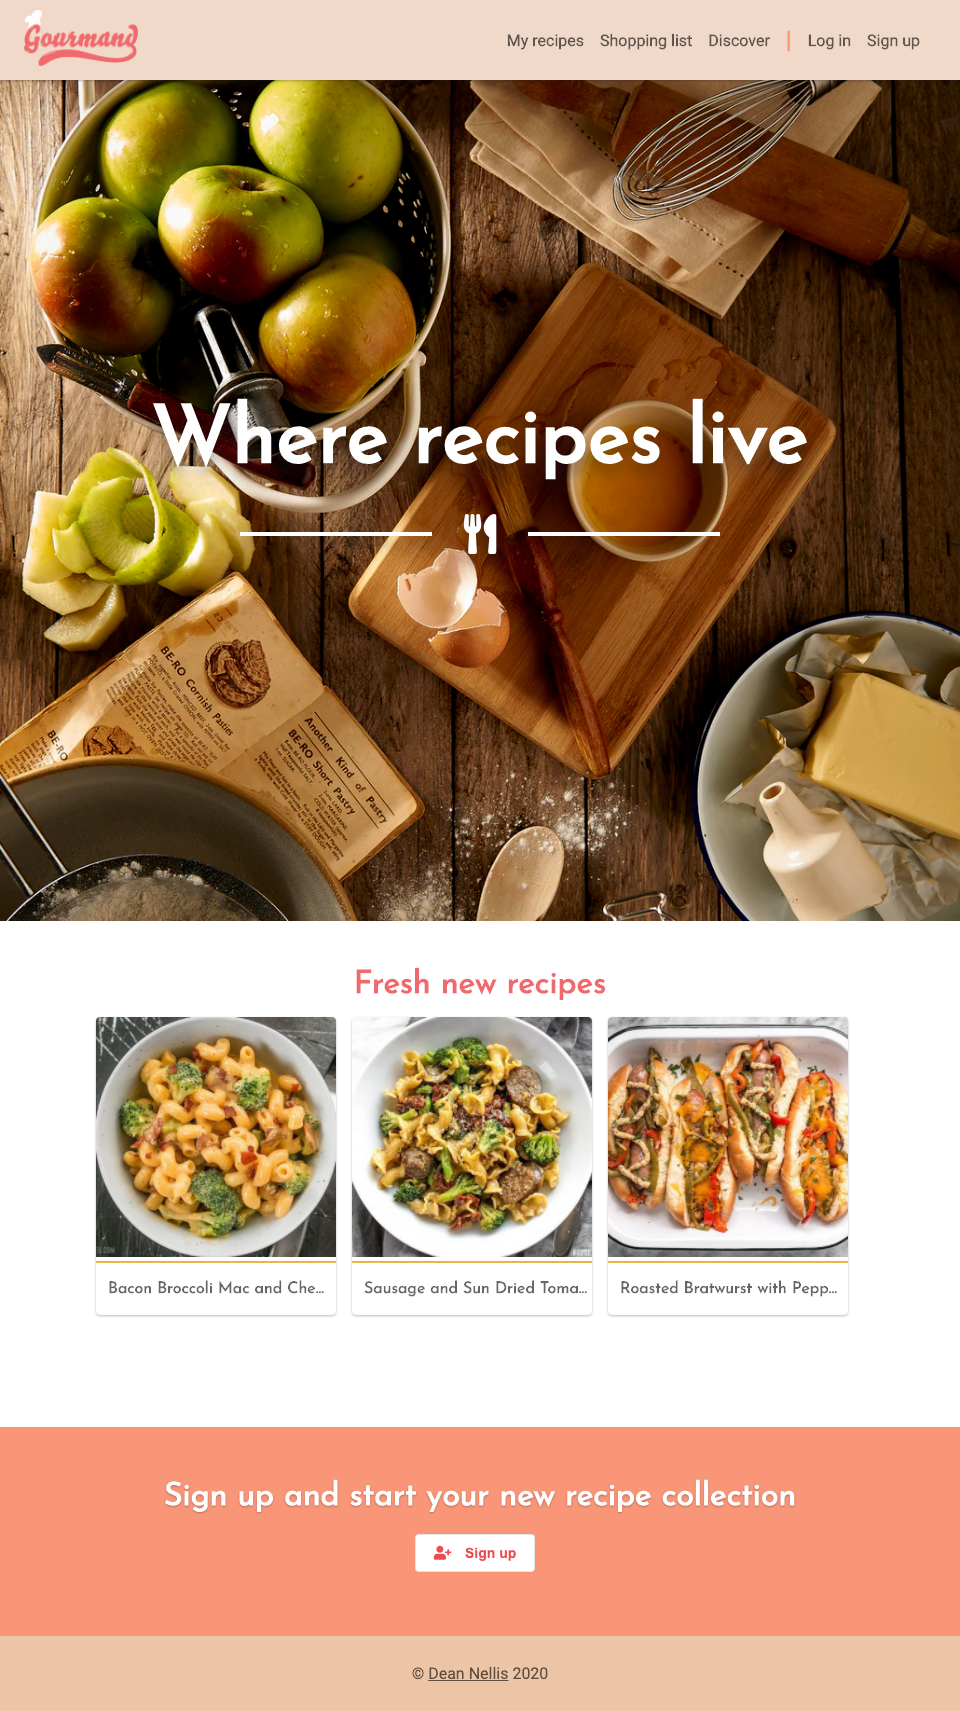 Gourmand
My recipes Shopping list Discover Log in Sign up
Where recipes live
BE-RO Cornish Pasties
Another Kind of Pastry
BE-RO Short Pastry
BE-RO
Fresh new recipes
Bacon Broccoli Mac and Che...
Sausage and Sun Dried Toma...
Roasted Bratwurst with Pepp...
Sign up and start your new recipe collection
Sign up
© Dean Nellis 2020